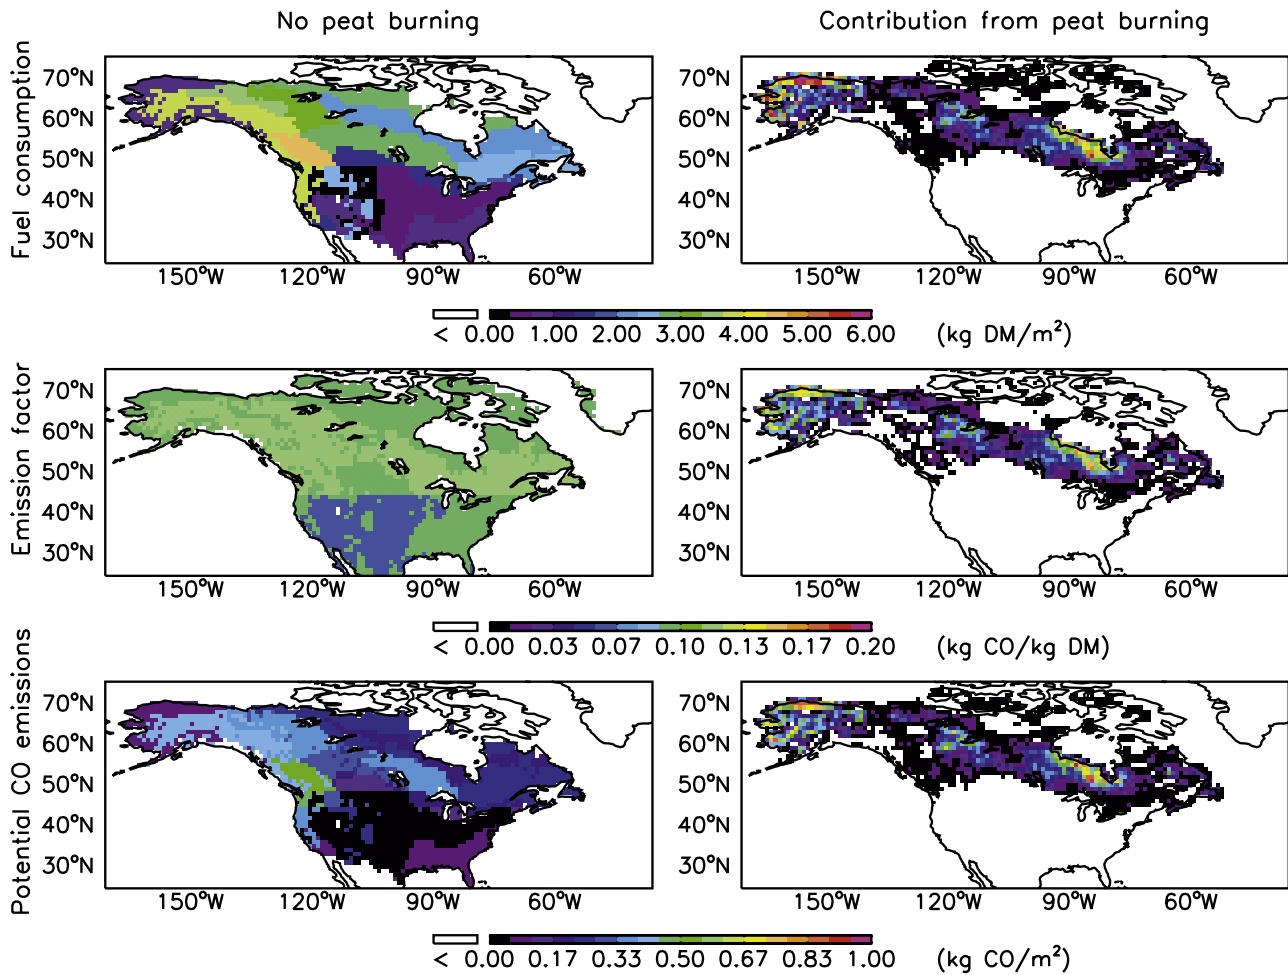 No peat burning
Contribution from peat burning
Fuel consumption
70°N
60°N
50°N
40°N
30°N
150°W 120°W 90°W 60°W
70°N
60°N
50°N
40°N
30°N
150°W 120°W 90°W 60°W
< 0.00 1.00 2.00 3.00 4.00 5.00 6.00 (kg DM/m²)
Emission factor
70°N
60°N
50°N
40°N
30°N
150°W 120°W 90°W 60°W
70°N
60°N
50°N
40°N
30°N
150°W 120°W 90°W 60°W
< 0.00 0.03 0.07 0.10 0.13 0.17 0.20 (kg CO/kg DM)
Potential CO emissions
70°N
60°N
50°N
40°N
30°N
150°W 120°W 90°W 60°W
70°N
60°N
50°N
40°N
30°N
150°W 120°W 90°W 60°W
< 0.00 0.17 0.33 0.50 0.67 0.83 1.00 (kg CO/m²)